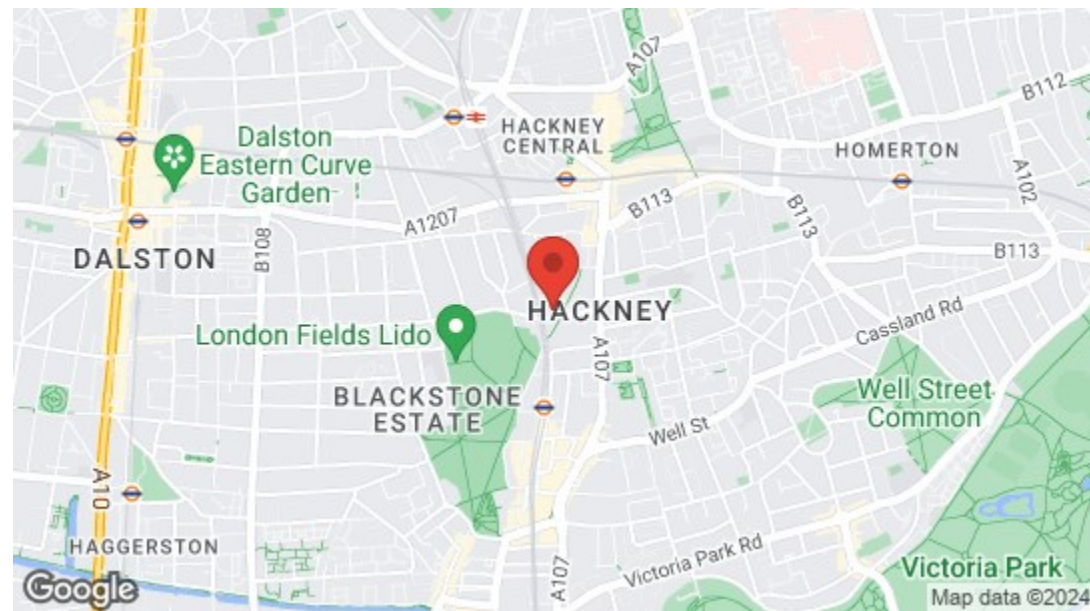 A107
B112
HACKNEY
CENTRAL
HOMERTON
Dalston
Eastern Curve
Garden
A102
A1207
B113
B113
B113
B108
DALSTON
HACKNEY
Cassland Rd
London Fields Lido
A107
BLACKSTONE
ESTATE
Well Street
Common
Well St
A10
HAGGERSTON
Victoria Park Rd
A107
Victoria Park
Google
Map data ©2024